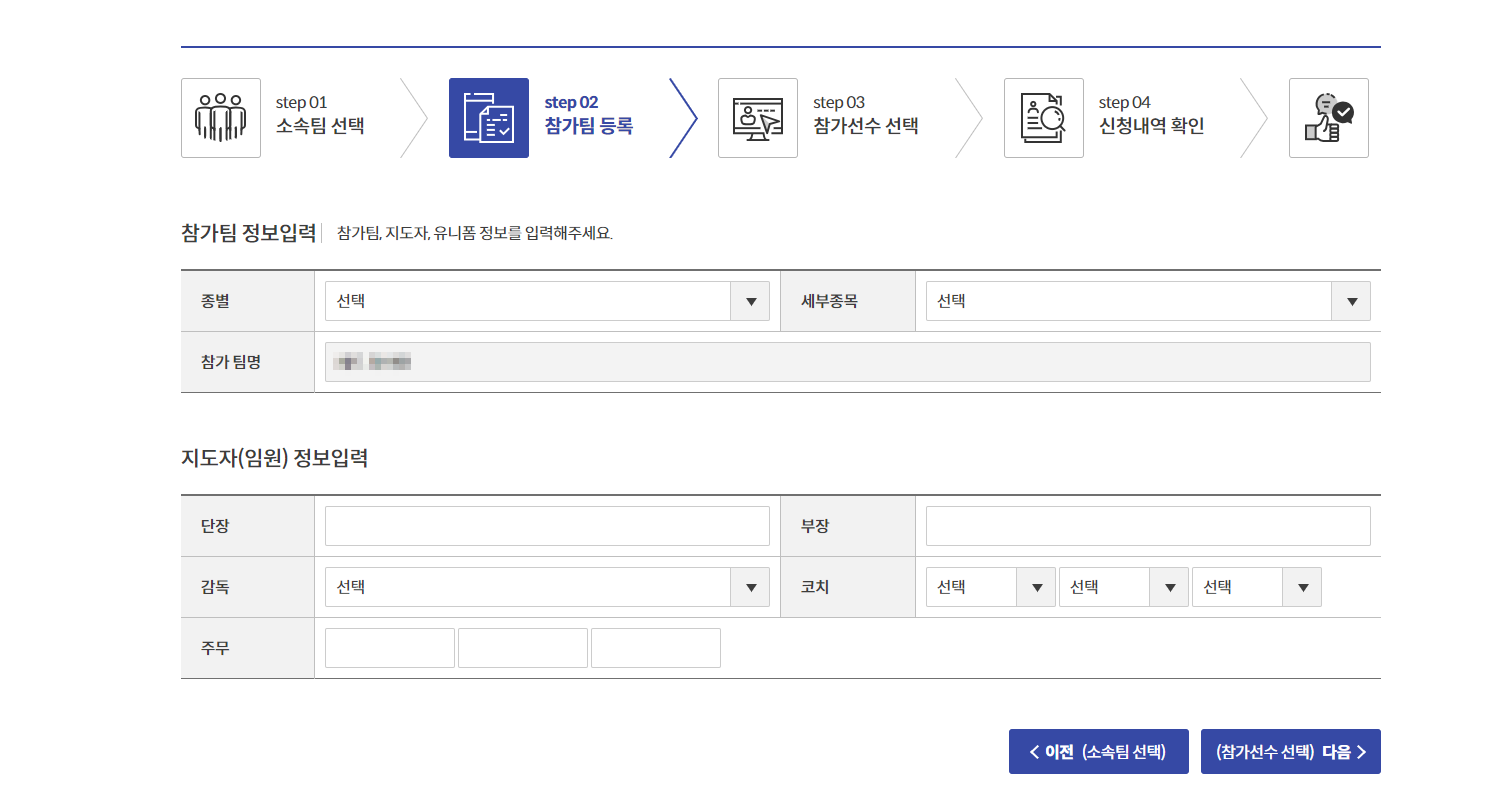 step 01
소속팀 선택
step 02
참가팀 등록
step 03
참가선수 선택
step 04
신청내역 확인
참가팀 정보입력
참가팀, 지도자, 유니폼 정보를 입력해주세요.
종별
선택
세부종목
선택
참가 팀명
지도자(임원) 정보입력
단장
부장
감독
선택
코치
선택
선택
선택
주무
이전 (소속팀 선택)
(참가선수 선택) 다음